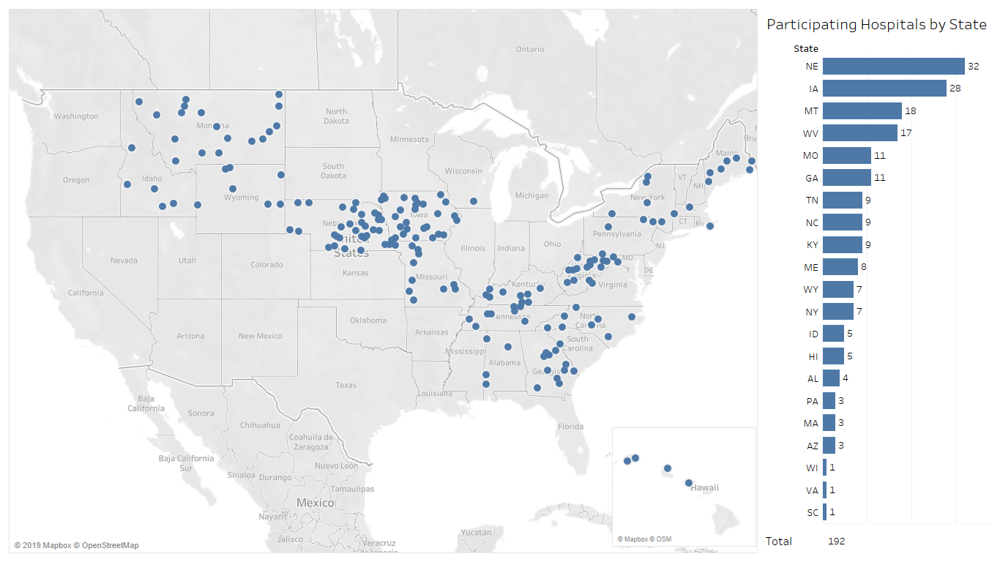 Participating Hospitals by State
State
NE 32
IA 28
MT 18
WV 17
MO 11
GA 11
TN 9
NC 9
KY 9
ME 8
WY 7
NY 7
ID 5
HI 5
AL 4
PA 3
MA 3
AZ 3
WI 1
VA 1
SC 1
Total 192
Ontario
Washington
North
Dakota
Montana
Minnesota
Maine
Oregon
Idaho
South
Dakota
Wisconsin
Michigan
VT
NH
New York
Wyoming
Iowa
Nebraska
CT
Pennsylvania
NJ
United
States
Illinois
Indiana
Ohio
MD
DE
Nevada
Utah
Colorado
Kansas
Missouri
Kentucky
Virginia
California
Tennessee
North
Carolina
Arizona
New Mexico
Oklahoma
Arkansas
South
Carolina
Mississippi
Alabama
Georgia
Texas
Louisiana
Florida
Baja
California
Sonora
Chihuahua
Coahuila de
Zaragoza
Baja California
Sur
Nuevo León
Sinaloa
Durango
Tamaulipas
Mexico
Nayarit
Jalisco
Veracruz
Yucatán
Hawaii
© 2019 Mapbox © OpenStreetMap
© Mapbox © OSM